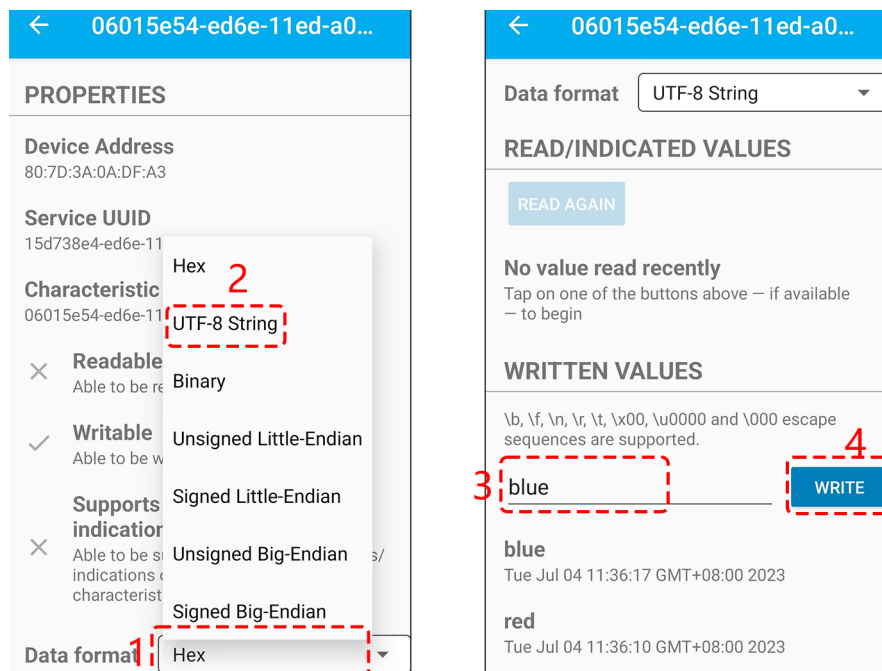 06015e54-ed6e-11ed-a0...
PROPERTIES
Device Address
80:7D:3A:0A:DF:A3
Service UUID
15d738e4-ed6e-11
Characteristic
06015e54-ed6e-11
Readable
Able to be re
Writable
Able to be w
Supports
indication
Able to be s s/
indications
characterist
Data format
1
Hex
Hex
2
UTF-8 String
Binary
Unsigned Little-Endian
Signed Little-Endian
Unsigned Big-Endian
Signed Big-Endian
06015e54-ed6e-11ed-a0...
Data format UTF-8 String
READ/INDICATED VALUES
READ AGAIN
No value read recently
Tap on one of the buttons above — if available
— to begin
WRITTEN VALUES
\b, \f, \n, \r, \t, \x00, \u0000 and \000 escape
sequences are supported.
3 blue
4
WRITE
blue
Tue Jul 04 11:36:17 GMT+08:00 2023
red
Tue Jul 04 11:36:10 GMT+08:00 2023